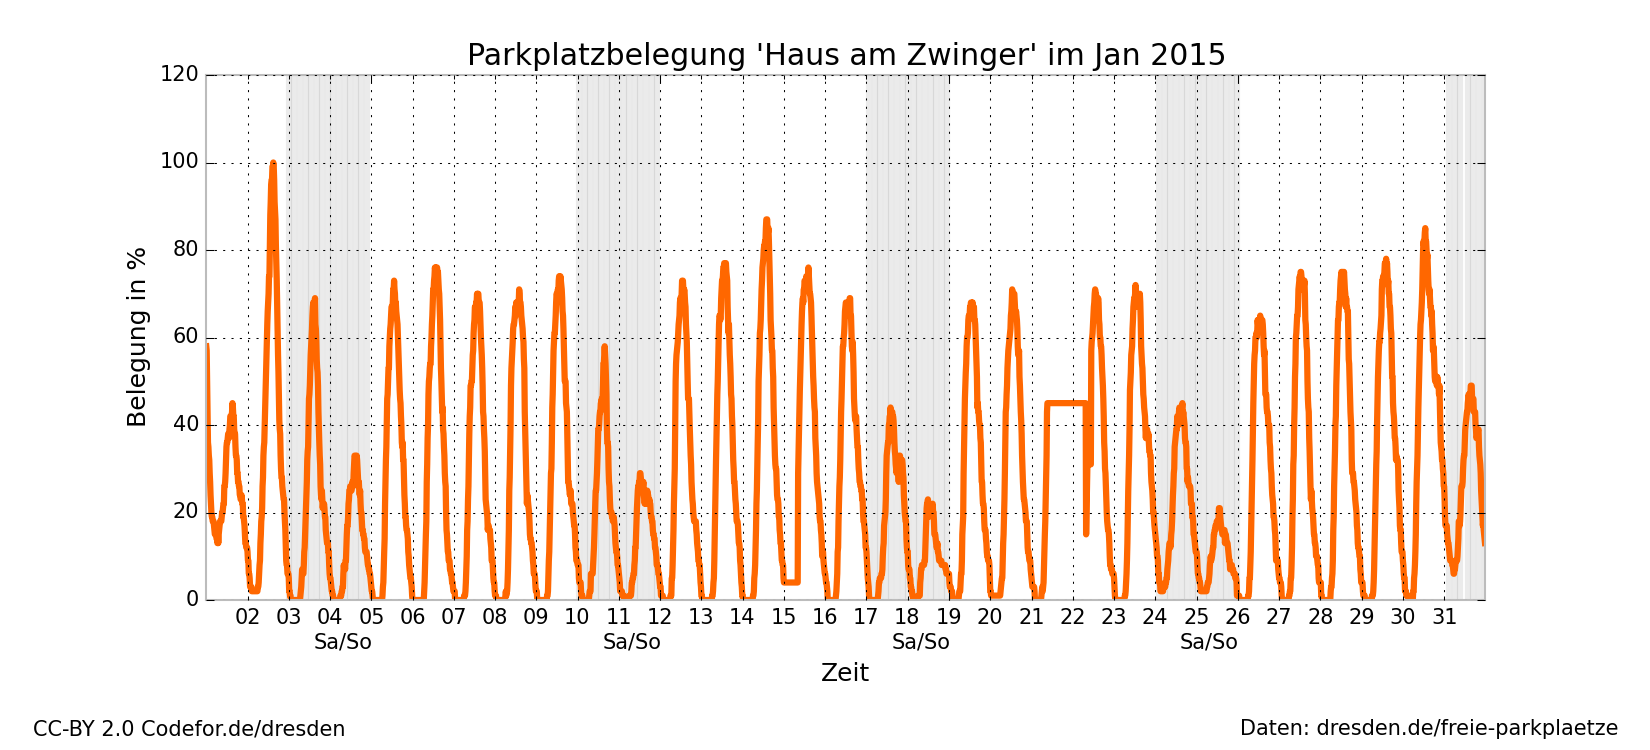 Parkplatzbelegung 'Haus am Zwinger' im Jan 2015
120
100
80
60
40
20
0
Belegung in %
02 03 04 05 06 07 08 09 10 11 12 13 14 15 16 17 18 19 20 21 22 23 24 25 26 27 28 29 30 31
Sa/So Sa/So Sa/So Sa/So
Zeit
CC-BY 2.0 Codefor.de/dresden
Daten: dresden.de/freie-parkplaetze